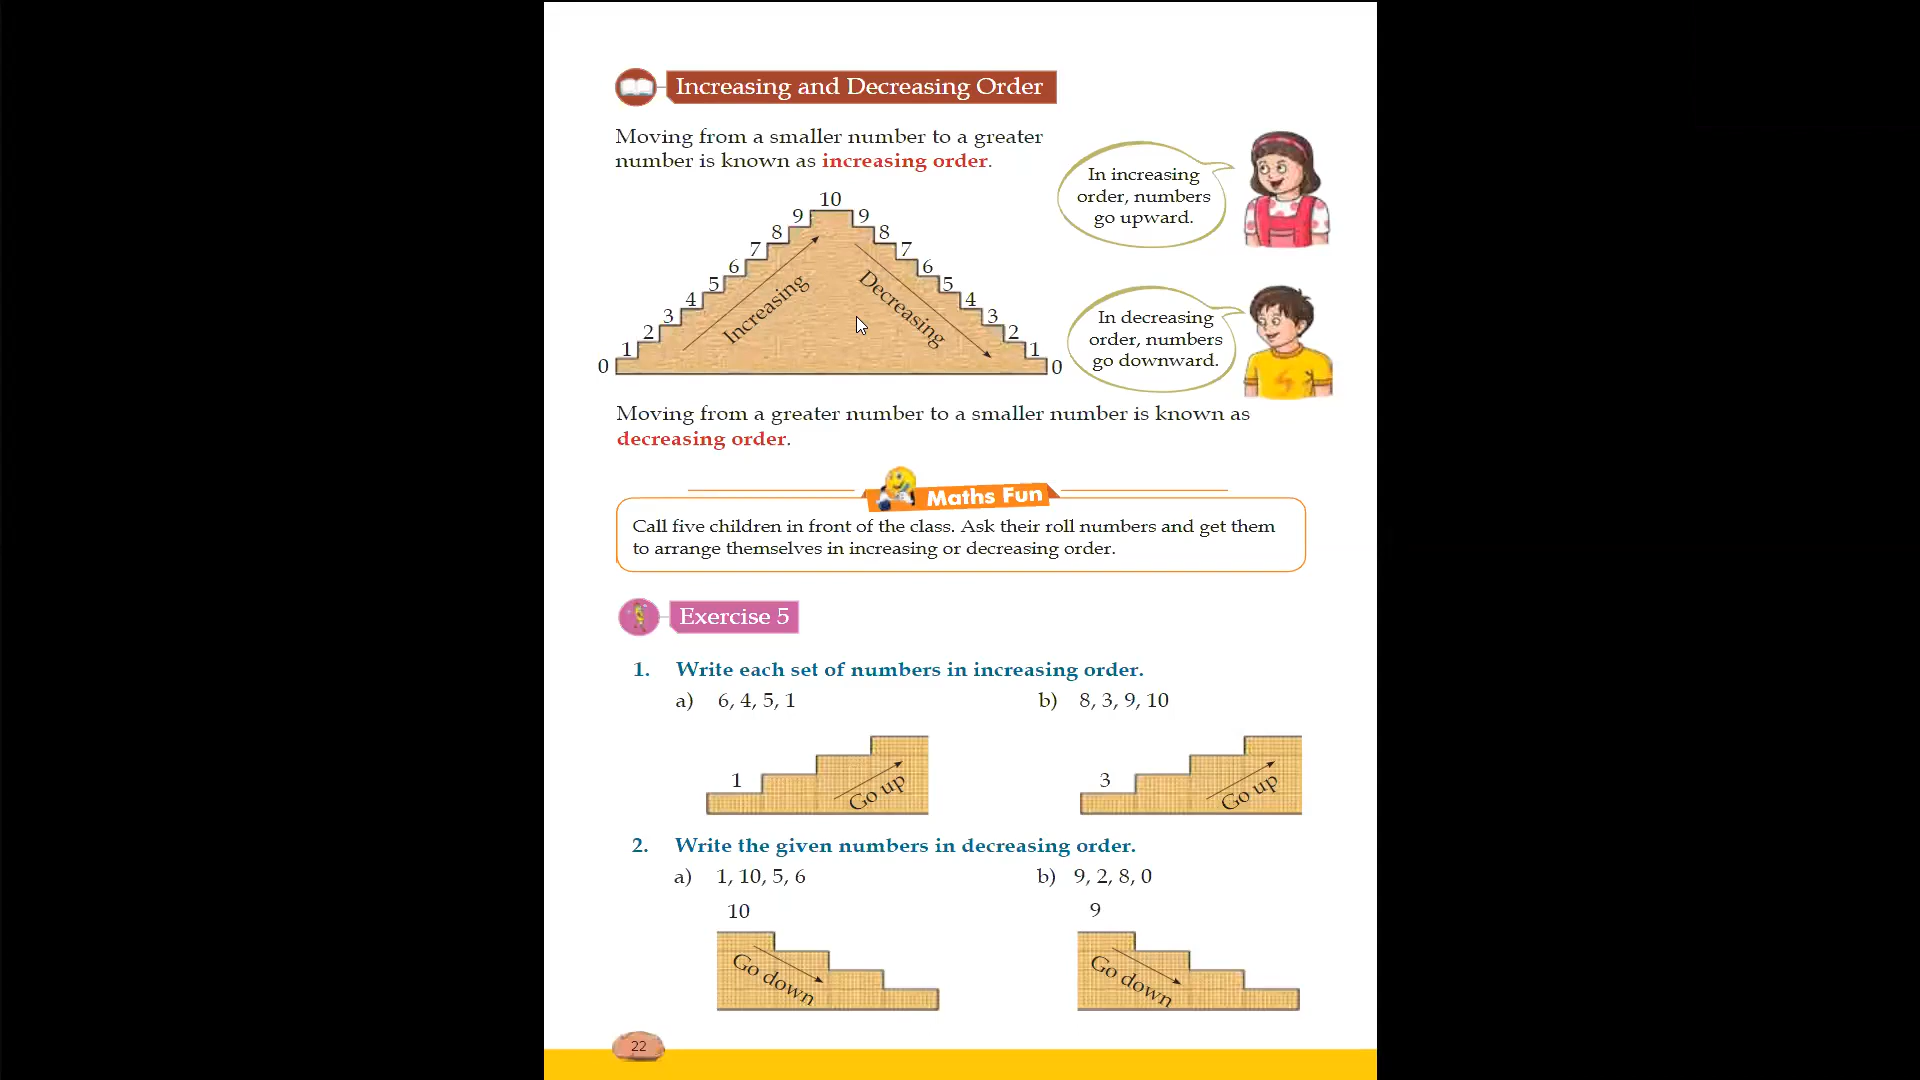 Increasing and Decreasing Order
Moving from a smaller number to a greater
number is known as increasing order.
In increasing
order, numbers
go upward.
10
9 9
8 8
7 7
6 6
5 5
4 4
3 3
2 2
1 1
0 0
Increasing
Decreasing
In decreasing
order, numbers
go downward.
Moving from a greater number to a smaller number is known as
decreasing order.
Maths Fun
Call five children in front of the class. Ask their roll numbers and get them
to arrange themselves in increasing or decreasing order.
Exercise 5
1. Write each set of numbers in increasing order.
a) 6, 4, 5, 1 b) 8, 3, 9, 10
1 3
Go up Go up
2. Write the given numbers in decreasing order.
a) 1, 10, 5, 6 b) 9, 2, 8, 0
10 9
Go down Go down
22